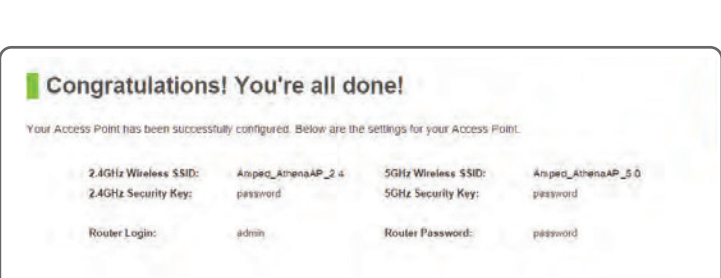 Congratulations! You're all done!
Your Access Point has been successfully configured. Below are the settings for your Access Point.
2.4GHz Wireless SSID: Amped_AthenaAP_2.4 5GHz Wireless SSID: Amped_AthenaAP_5.0
2.4GHz Security Key: password 5GHz Security Key: password
Router Login: admin Router Password: password